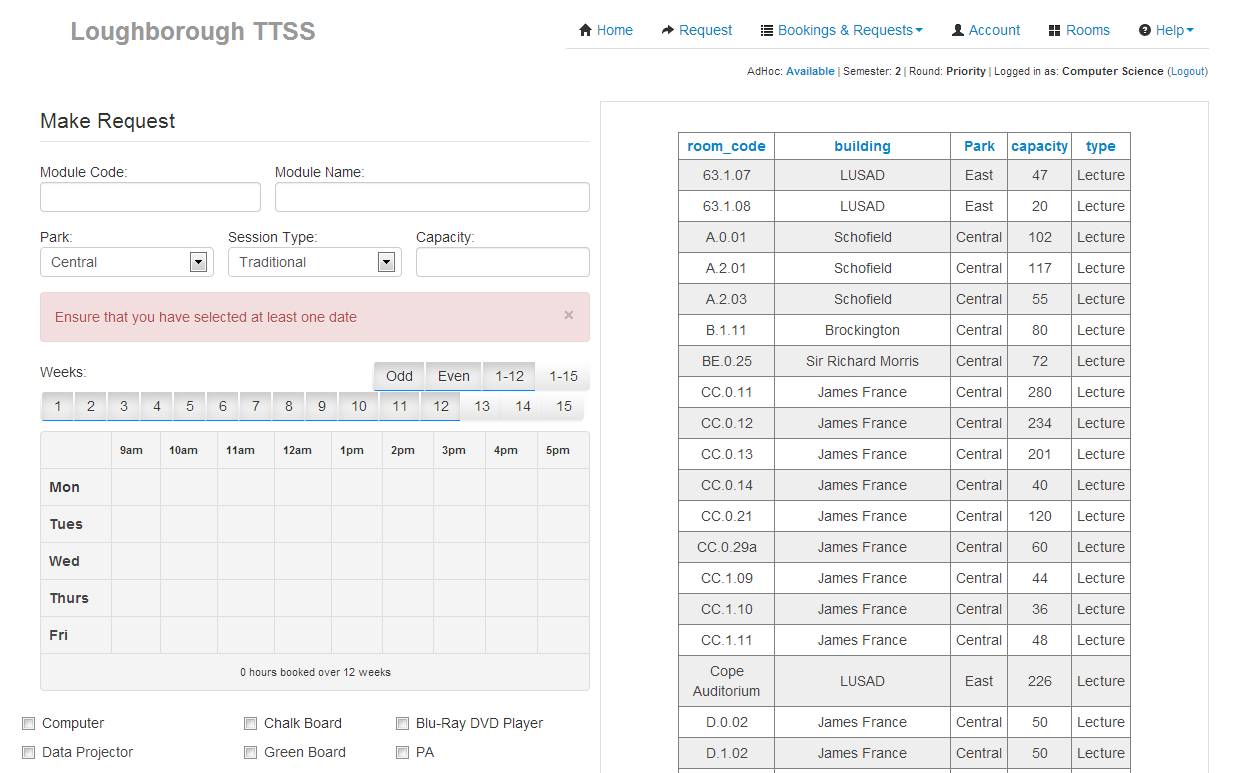 Loughborough TTSS
Home Request Bookings & Requests Account Rooms Help
AdHoc: Available | Semester: 2 | Round: Priority | Logged in as: Computer Science (Logout)
Make Request
Module Code: Module Name:
Park: Session Type: Capacity:
Central Traditional
Ensure that you have selected at least one date ×
Weeks: Odd Even 1-12 1-15
1 2 3 4 5 6 7 8 9 10 11 12 13 14 15
9am 10am 11am 12am 1pm 2pm 3pm 4pm 5pm
Mon
Tues
Wed
Thurs
Fri
0 hours booked over 12 weeks
Computer Chalk Board Blu-Ray DVD Player
Data Projector Green Board PA
room_code building Park capacity type
63.1.07 LUSAD East 47 Lecture
63.1.08 LUSAD East 20 Lecture
A.0.01 Schofield Central 102 Lecture
A.2.01 Schofield Central 117 Lecture
A.2.03 Schofield Central 55 Lecture
B.1.11 Brockington Central 80 Lecture
BE.0.25 Sir Richard Morris Central 72 Lecture
CC.0.11 James France Central 280 Lecture
CC.0.12 James France Central 234 Lecture
CC.0.13 James France Central 201 Lecture
CC.0.14 James France Central 40 Lecture
CC.0.21 James France Central 120 Lecture
CC.0.29a James France Central 60 Lecture
CC.1.09 James France Central 44 Lecture
CC.1.10 James France Central 36 Lecture
CC.1.11 James France Central 48 Lecture
Cope
Auditorium LUSAD East 226 Lecture
D.0.02 James France Central 50 Lecture
D.1.02 James France Central 50 Lecture